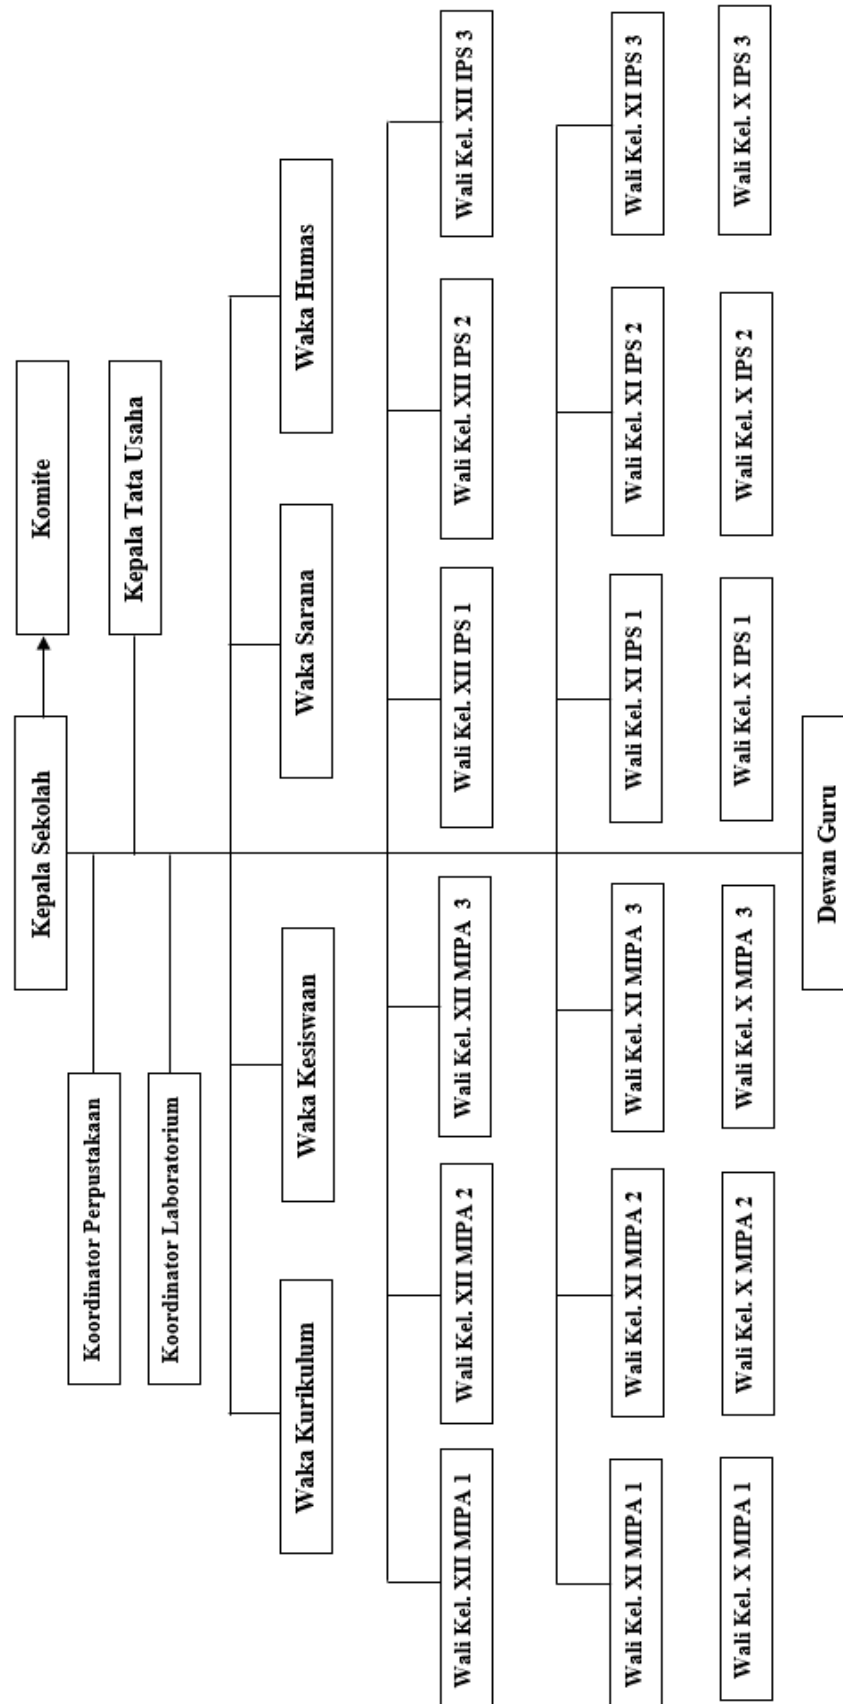 Kepala Sekolah
Komite
Koordinator Perpustakaan
Kepala Tata Usaha
Koordinator Laboratorium
Waka Kurikulum
Waka Kesiswaan
Waka Sarana
Waka Humas
Wali Kel. XII MIPA 1
Wali Kel. XII MIPA 2
Wali Kel. XII MIPA 3
Wali Kel. XII IPS 1
Wali Kel. XII IPS 2
Wali Kel. XII IPS 3
Wali Kel. XI MIPA 1
Wali Kel. XI MIPA 2
Wali Kel. XI MIPA 3
Wali Kel. XI IPS 1
Wali Kel. XI IPS 2
Wali Kel. XI IPS 3
Wali Kel. X MIPA 1
Wali Kel. X MIPA 2
Wali Kel. X MIPA 3
Wali Kel. X IPS 1
Wali Kel. X IPS 2
Wali Kel. X IPS 3
Dewan Guru